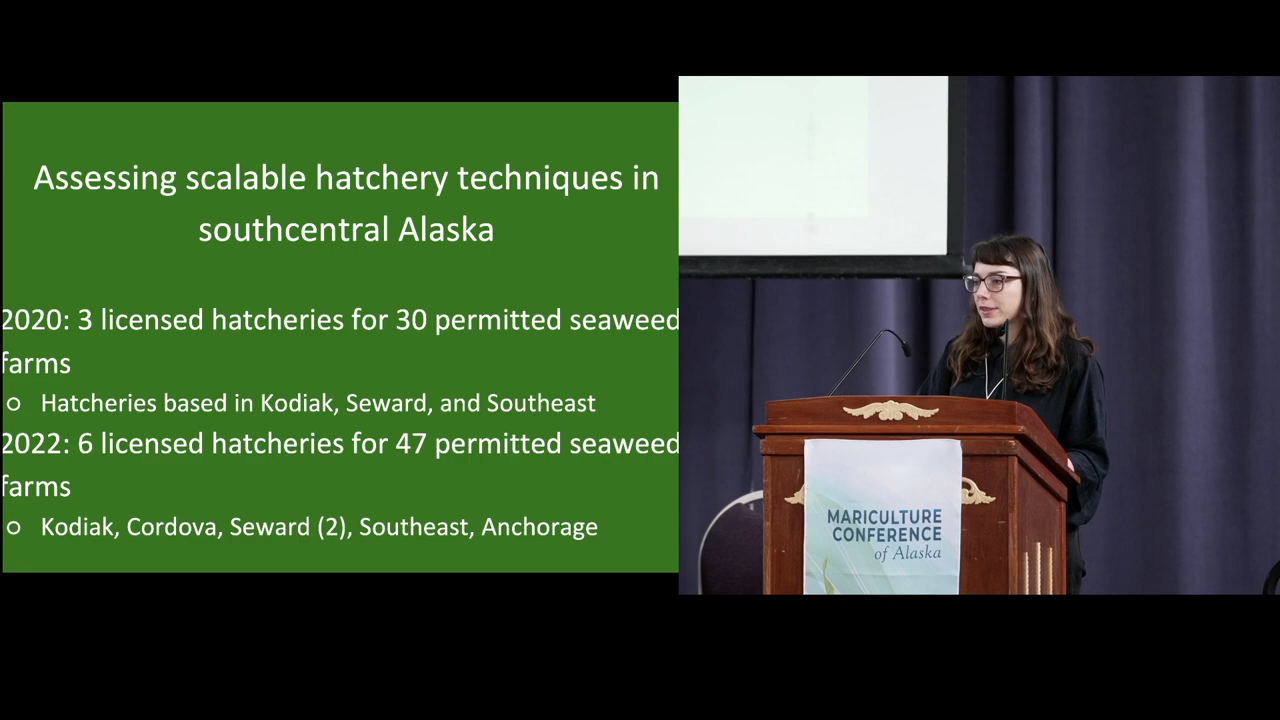 Assessing scalable hatchery techniques in
southcentral Alaska
2020: 3 licensed hatcheries for 30 permitted seaweed
farms
○ Hatcheries based in Kodiak, Seward, and Southeast
2022: 6 licensed hatcheries for 47 permitted seaweed
farms
○ Kodiak, Cordova, Seward (2), Southeast, Anchorage
MARICULTURE
CONFERENCE
of Alaska